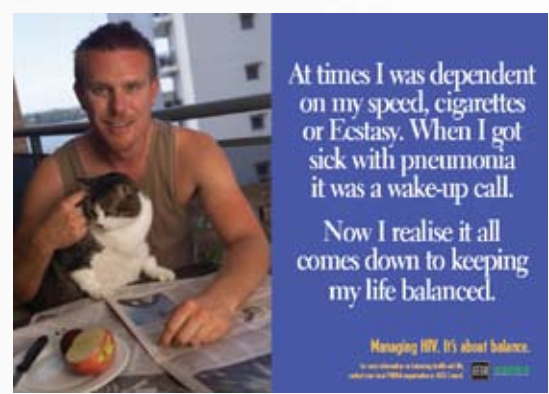 At times I was dependent
on my speed, cigarettes
or Ecstasy. When I got
sick with pneumonia
it was a wake-up call.
Now I realise it all
comes down to keeping
my life balanced.
Managing HIV. It's about balance.